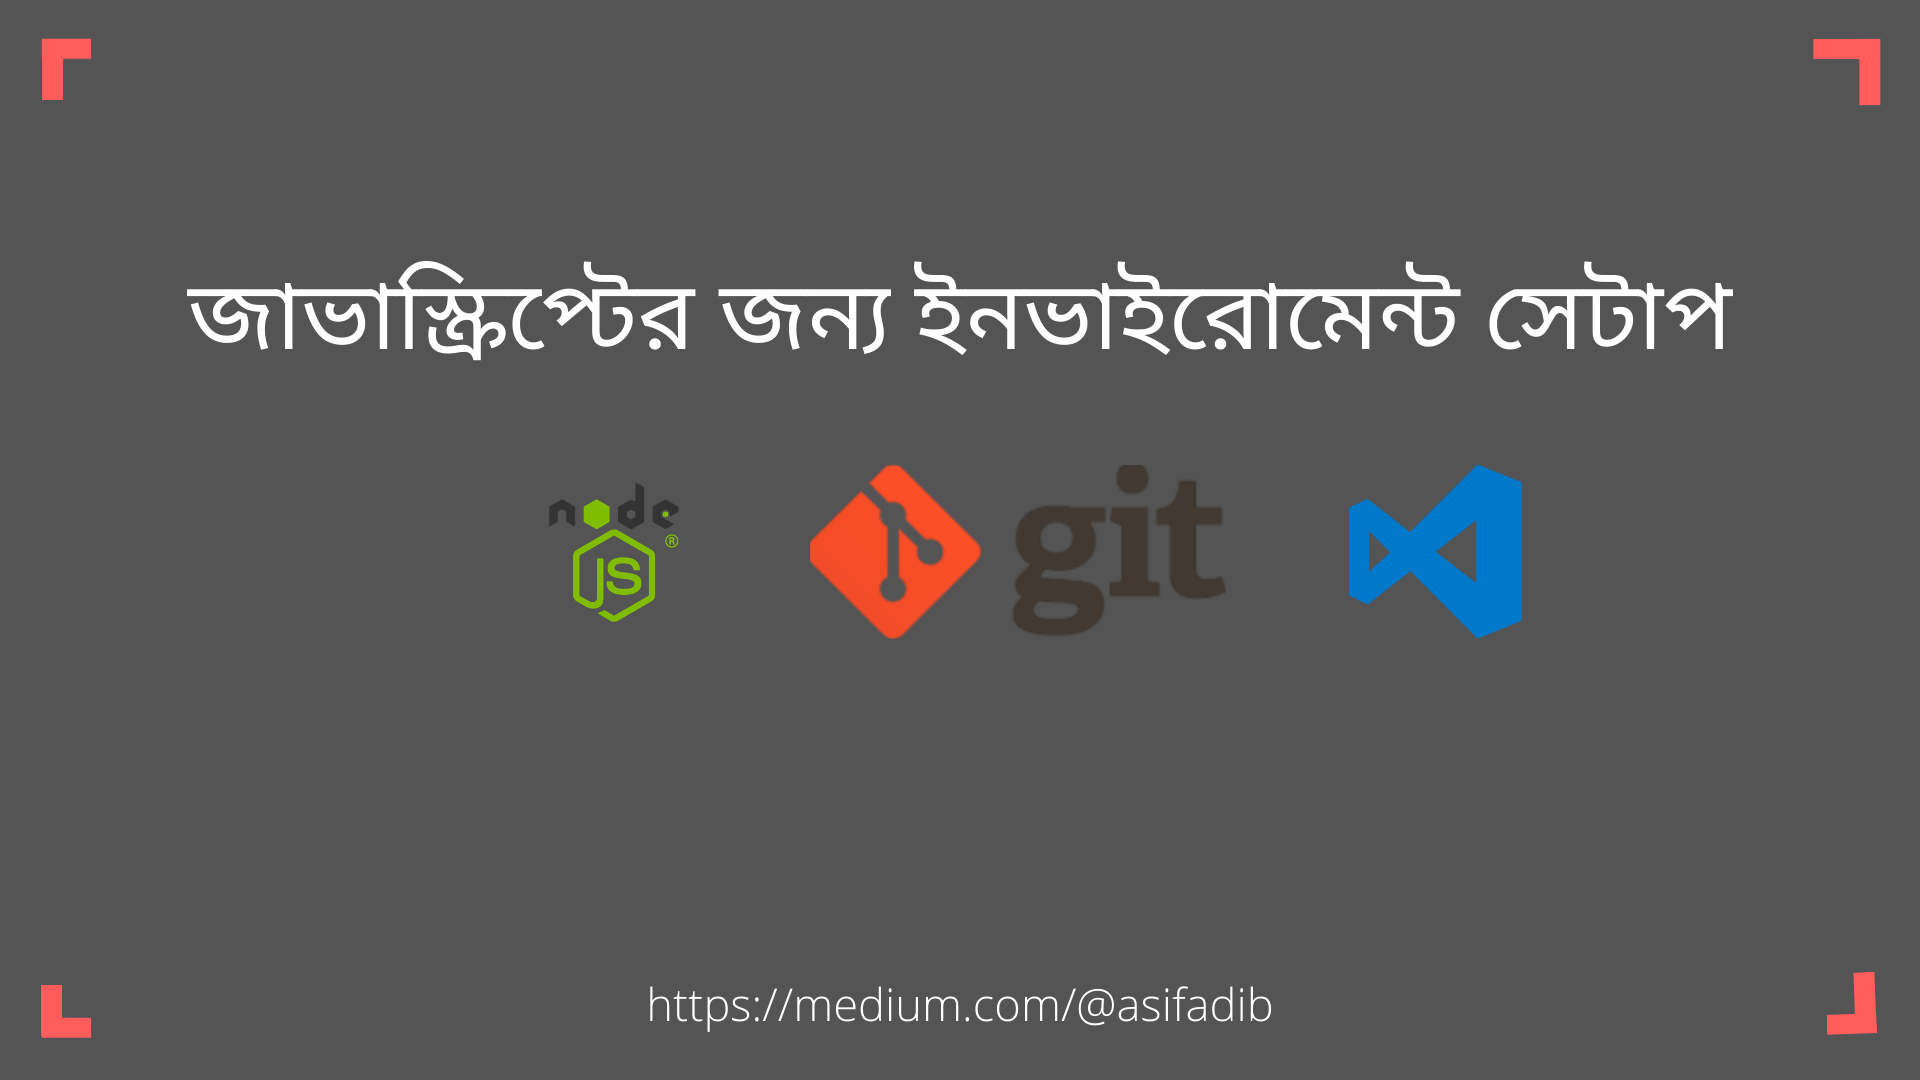 জাভাস্ক্রিপ্টের জন্য ইনভাইরোমেন্ট সেটাপ
node JS ® git
https://medium.com/@asifadib